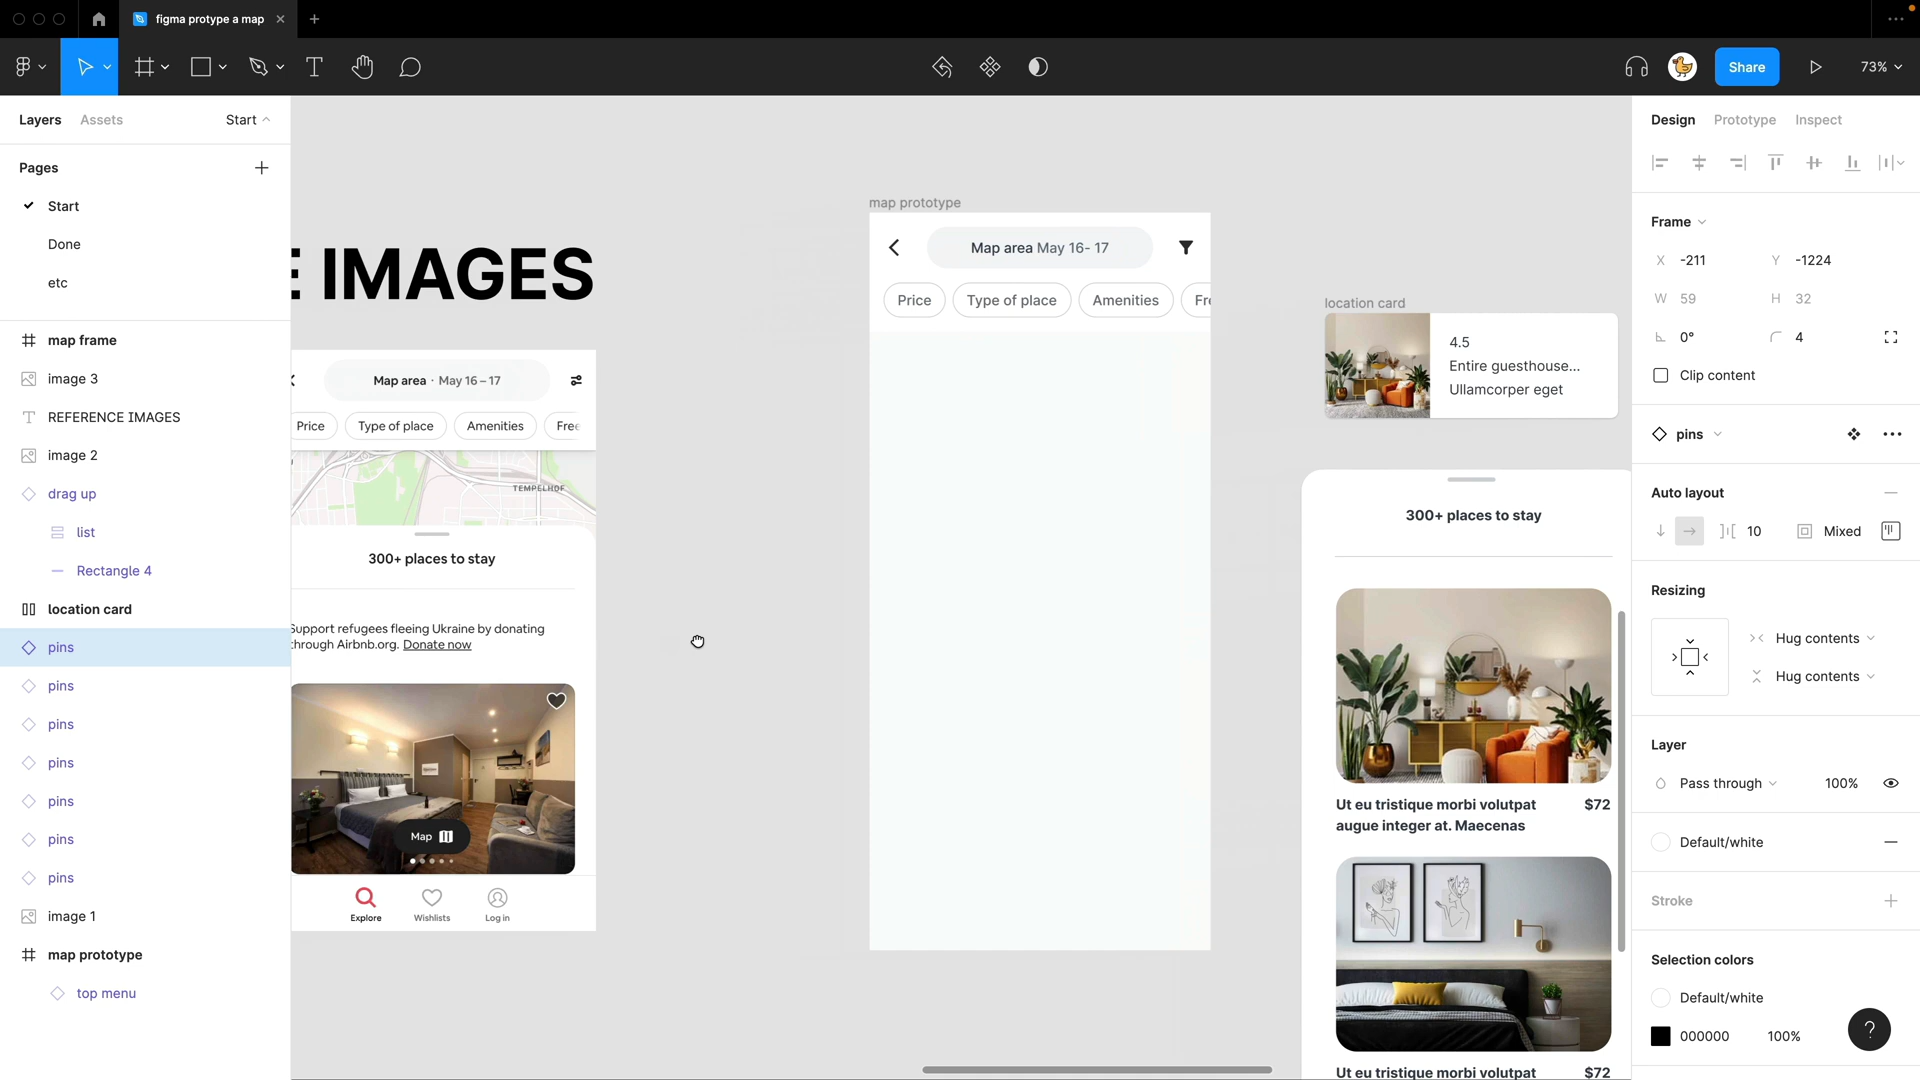 figma protype a map
Share
73%
Layers
Assets
Start
Pages
Start
Done
etc
map frame
image 3
REFERENCE IMAGES
image 2
drag up
list
Rectangle 4
location card
pins
pins
pins
pins
pins
pins
pins
image 1
map prototype
top menu
IMAGES
Map area · May 16 – 17
Price
Type of place
Amenities
Free
TEMPELHOF
300+ places to stay
Support refugees fleeing Ukraine by donating
through Airbnb.org. Donate now
Map
Explore
Wishlists
Log in
map prototype
Map area May 16- 17
Price
Type of place
Amenities
Fre
location card
4.5
Entire guesthouse...
Ullamcorper eget
300+ places to stay
Ut eu tristique morbi volutpat $72
augue integer at. Maecenas
Ut eu tristique morbi volutpat $72
Design
Prototype
Inspect
Frame
X -211
Y -1224
W 59
H 32
0°
4
Clip content
pins
Auto layout
10
Mixed
Resizing
Hug contents
Hug contents
Layer
Pass through
100%
Default/white
Stroke
Selection colors
Default/white
000000
100%
?